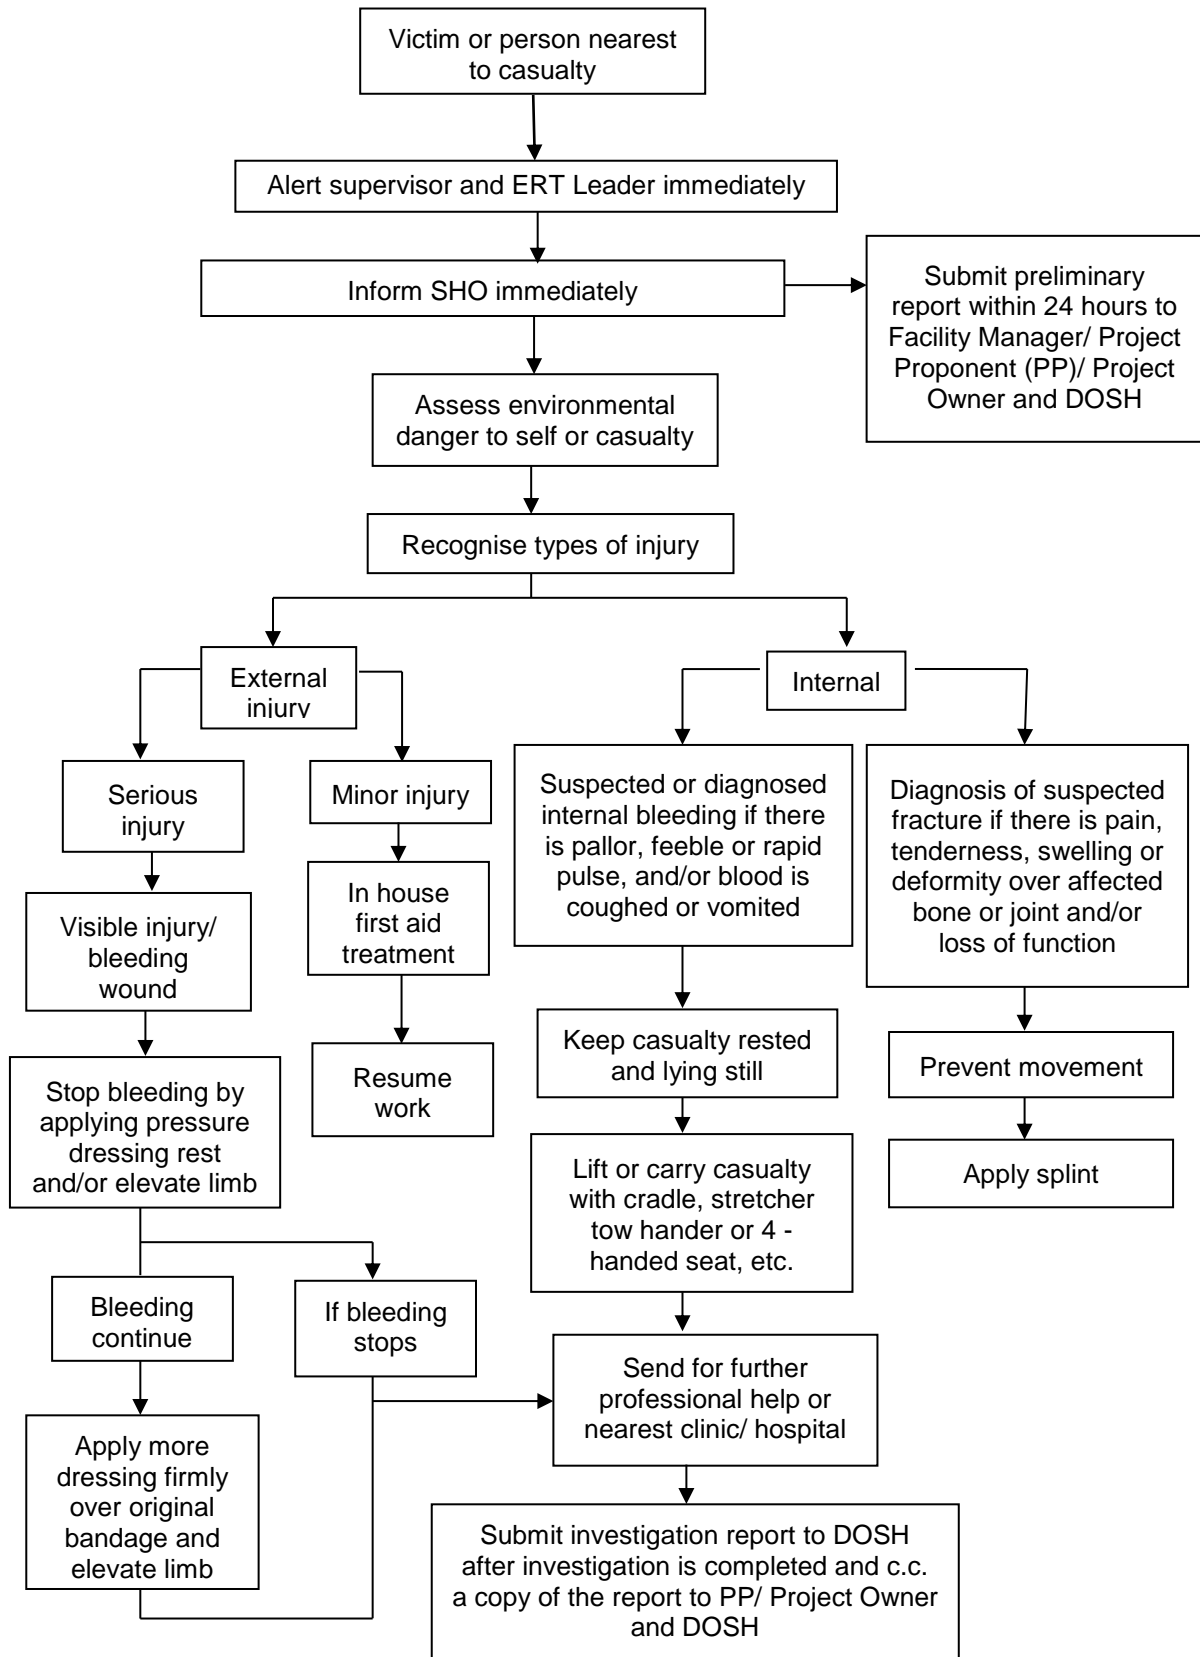 Victim or person nearest
to casualty
Alert supervisor and ERT Leader immediately
Inform SHO immediately
Submit preliminary
report within 24 hours to
Facility Manager/ Project
Proponent (PP)/ Project
Owner and DOSH
Assess environmental
danger to self or casualty
Recognise types of injury
External
injury
Internal
Serious
injury
Minor injury
Suspected or diagnosed
internal bleeding if there
is pallor, feeble or rapid
pulse, and/or blood is
coughed or vomited
Diagnosis of suspected
fracture if there is pain,
tenderness, swelling or
deformity over affected
bone or joint and/or
loss of function
Visible injury/
bleeding
wound
In house
first aid
treatment
Keep casualty rested
and lying still
Prevent movement
Stop bleeding by
applying pressure
dressing rest
and/or elevate limb
Resume
work
Lift or carry casualty
with cradle, stretcher
tow hander or 4 -
handed seat, etc.
Apply splint
Bleeding
continue
If bleeding
stops
Send for further
professional help or
nearest clinic/ hospital
Apply more
dressing firmly
over original
bandage and
elevate limb
Submit investigation report to DOSH
after investigation is completed and c.c.
a copy of the report to PP/ Project Owner
and DOSH